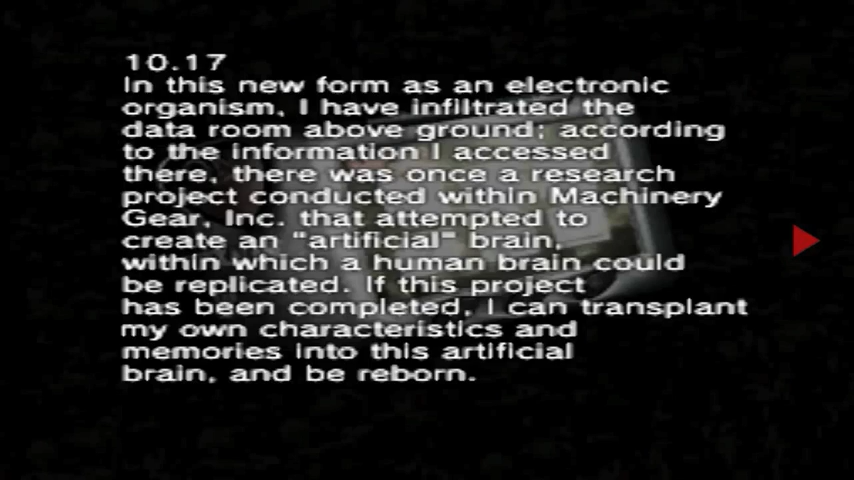 10.17
In this new form as an electronic
organism, I have infiltrated the
data room above ground; according
to the information I accessed
there, there was once a research
project conducted within Machinery
Gear, Inc. that attempted to
create an "artificial" brain,
within which a human brain could
be replicated. If this project
has been completed, I can transplant
my own characteristics and
memories into this artificial
brain, and be reborn.